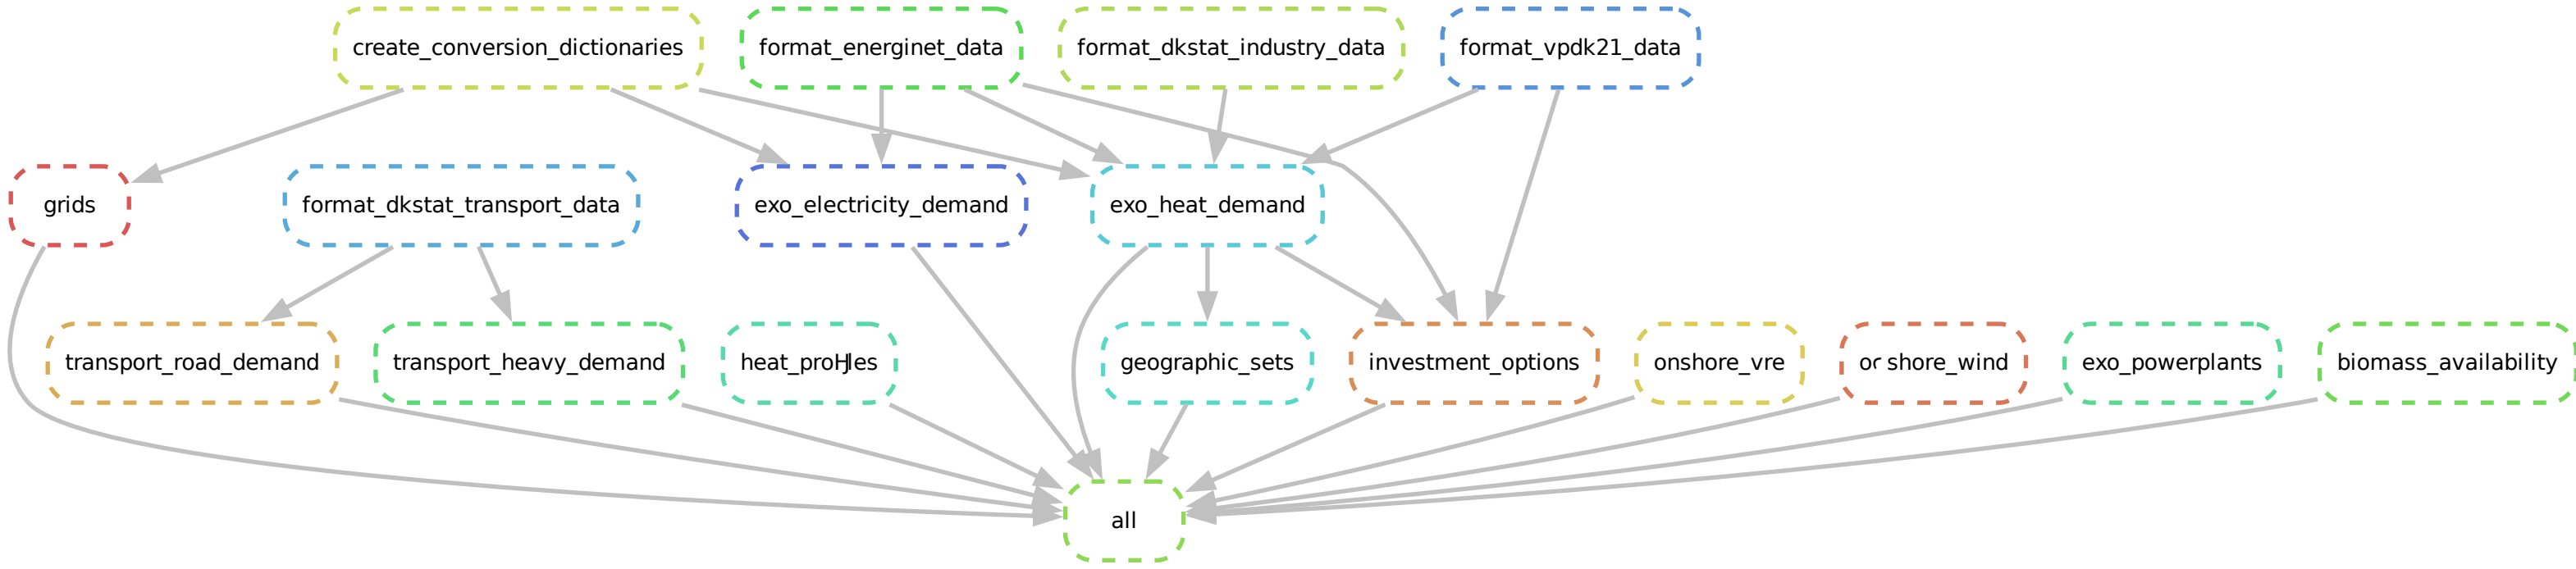 create_conversion_dictionaries
format_energinet_data
format_dkstat_industry_data
format_vpdk21_data
grids
format_dkstat_transport_data
exo_electricity_demand
exo_heat_demand
transport_road_demand
transport_heavy_demand
geographic_sets
investment_options
onshore_vre
exo_powerplants
biomass_availability
all